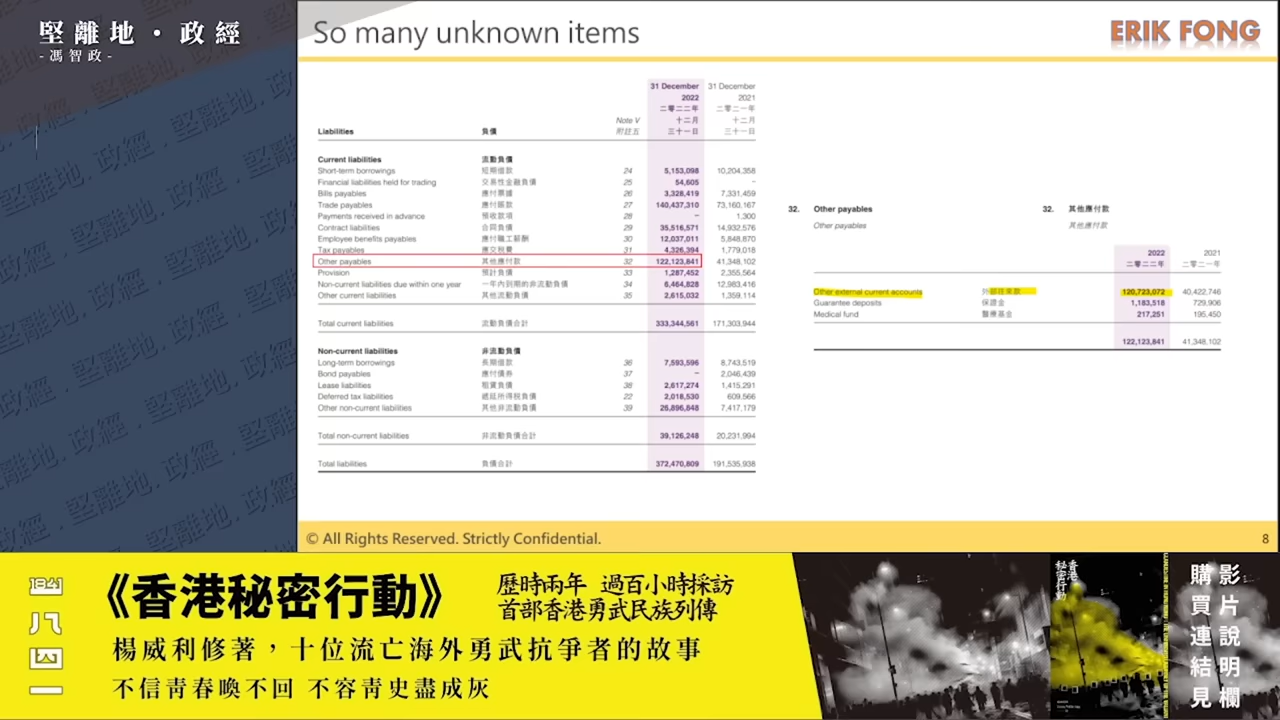 堅離地・政經
-馮智政-
So many unknown items
ERIK FONG
31 December 31 December
2022 2021
二零二二年 二零二一年
Note V 十二月 十二月
Liabilities 負債 附註五 三十一日 三十一日
Current liabilities 流動負債
Short-term borrowings 短期借款 24 5,153,098 10,204,358
Financial liabilities held for trading 交易性金融負債 25 54,605 –
Bills payables 應付票據 26 3,328,419 7,331,459
Trade payables 應付賬款 27 140,437,310 73,160,167
Payments received in advance 預收款項 28 – 1,300
Contract liabilities 合同負債 29 35,516,571 14,932,576
Employee benefits payables 應付職工薪酬 30 12,037,011 5,848,870
Tax payables 應交稅費 31 4,326,394 1,779,018
Other payables 其他應付款 32 122,123,841 41,348,102
Provision 預計負債 33 1,287,452 2,355,564
Non-current liabilities due within one year 一年內到期的非流動負債 34 6,464,828 12,983,416
Other current liabilities 其他流動負債 35 2,615,032 1,359,114
Total current liabilities 流動負債合計 333,344,561 171,303,944
Non-current liabilities 非流動負債
Long-term borrowings 長期借款 36 7,593,596 8,743,519
Bond payables 應付債券 37 – 2,046,439
Lease liabilities 租賃負債 38 2,617,274 1,415,291
Deferred tax liabilities 遞延所得稅負債 22 2,018,530 609,566
Other non-current liabilities 其他非流動負債 39 26,896,848 7,417,179
Total non-current liabilities 非流動負債合計 39,126,248 20,231,994
Total liabilities 負債合計 372,470,809 191,535,938
32. Other payables 32. 其他應付款
Other payables 其他應付款
2022 2021
二零二二年 二零二一年
Other external current accounts 外部往來款 120,723,072 40,422,746
Guarantee deposits 保證金 1,183,518 729,906
Medical fund 醫療基金 217,251 195,450
122,123,841 41,348,102
© All Rights Reserved. Strictly Confidential. 8
一八四一
《香港秘密行動》
歷時兩年 過百小時採訪
首部香港勇武民族列傳
楊威利修著,十位流亡海外勇武抗爭者的故事
不信青春喚不回 不容青史盡成灰
香港秘密行動
影片說明欄
購買連結見